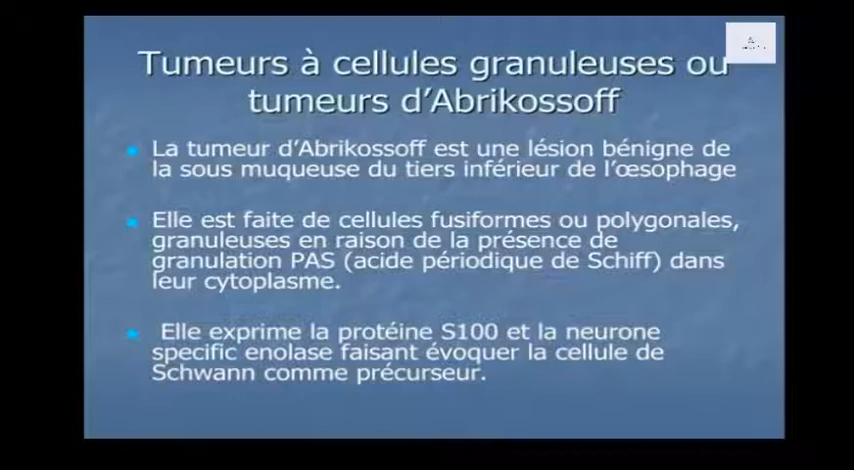 Tumeurs à cellules granuleuses ou
tumeurs d'Abrikossoff
La tumeur d'Abrikossoff est une lésion bénigne de
la sous muqueuse du tiers inférieur de l'œsophage
Elle est faite de cellules fusiformes ou polygonales,
granuleuses en raison de la présence de
granulation PAS (acide périodique de Schiff) dans
leur cytoplasme.
Elle exprime la protéine S100 et la neurone
specific enolase faisant évoquer la cellule de
Schwann comme précurseur.